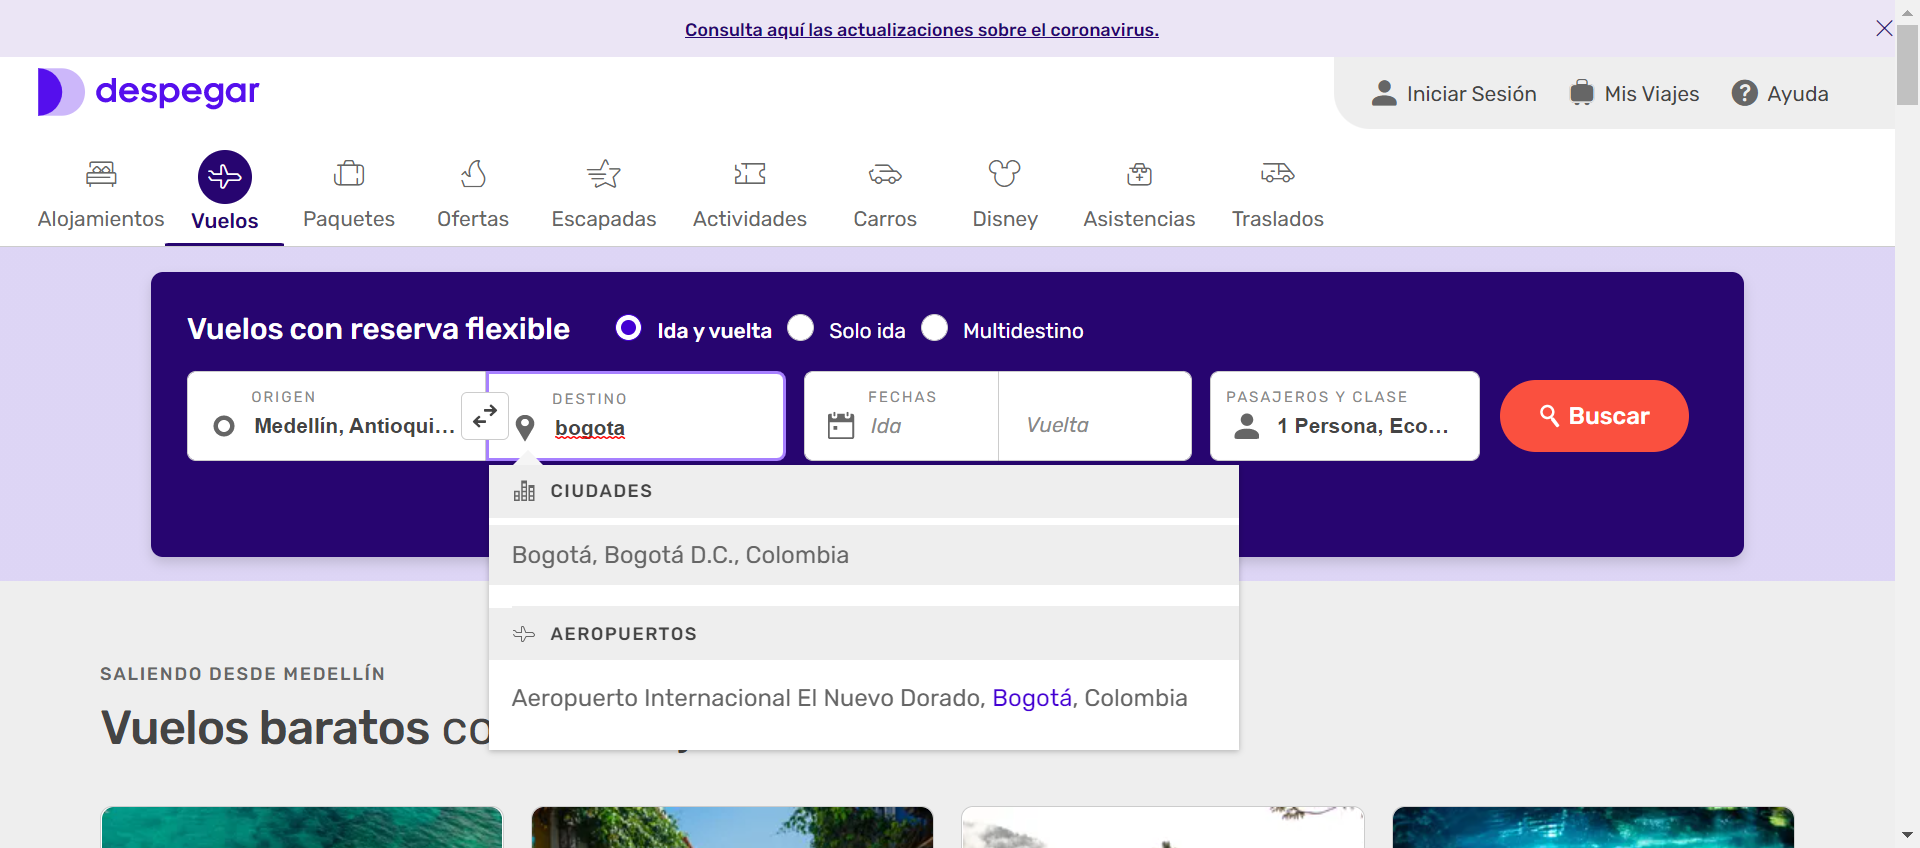 Consulta aquí las actualizaciones sobre el coronavirus.
despegar
Iniciar Sesión
Mis Viajes
Ayuda
Alojamientos
Vuelos
Paquetes
Ofertas
Escapadas
Actividades
Carros
Disney
Asistencias
Traslados
Vuelos con reserva flexible
Ida y vuelta
Solo ida
Multidestino
ORIGEN
Medellín, Antioqui...
DESTINO
bogota
FECHAS
Ida
Vuelta
PASAJEROS Y CLASE
1 Persona, Eco...
Buscar
CIUDADES
Bogotá, Bogotá D.C., Colombia
AEROPUERTOS
Aeropuerto Internacional El Nuevo Dorado, Bogotá, Colombia
SALIENDO DESDE MEDELLÍN
Vuelos baratos